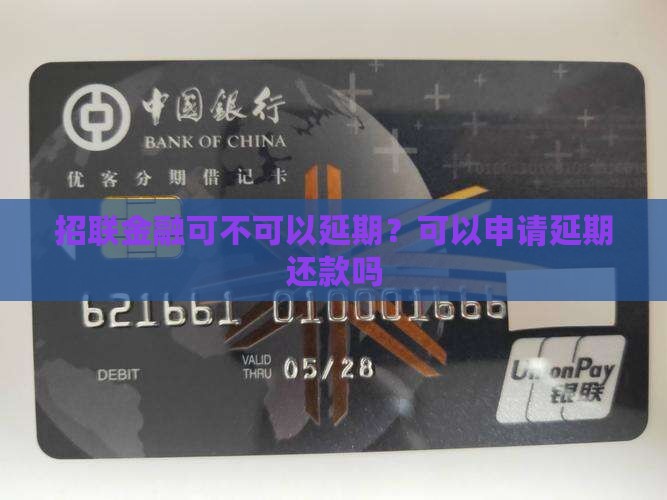 中国銀行
BANK OF CHINA
优客分期借记卡
招联金融可不可以延期？可以申请延期
还款吗
621661 010001666
VALID
THRU
05/28
DEBIT
UnionPay
银联